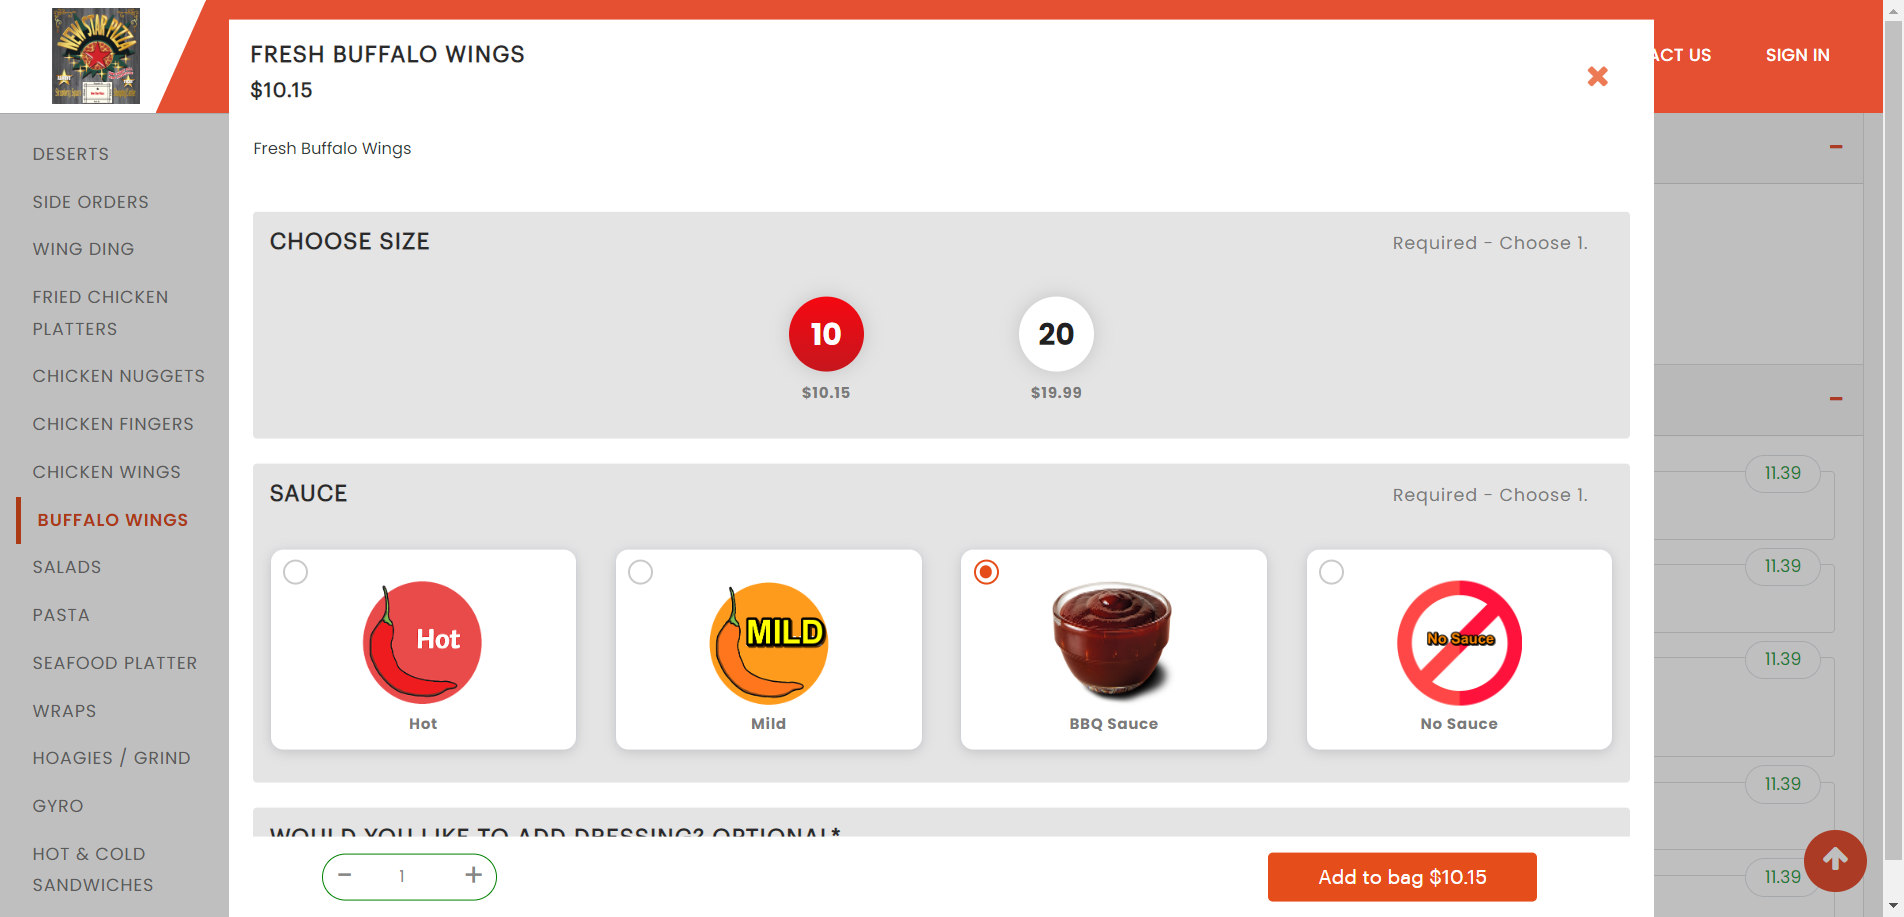 NEW STAR PIZZA
ACT US
SIGN IN
DESERTS
SIDE ORDERS
WING DING
FRIED CHICKEN
PLATTERS
CHICKEN NUGGETS
CHICKEN FINGERS
CHICKEN WINGS
BUFFALO WINGS
SALADS
PASTA
SEAFOOD PLATTER
WRAPS
HOAGIES / GRIND
GYRO
HOT & COLD
SANDWICHES
FRESH BUFFALO WINGS
$10.15
Fresh Buffalo Wings
CHOOSE SIZE
Required - Choose 1.
10
20
$10.15
$19.99
SAUCE
Required - Choose 1.
Hot
MILD
No Sauce
Hot
Mild
BBQ Sauce
No Sauce
WOULD YOU LIKE TO ADD DRESSING? OPTIONAL*
- 1 +
Add to bag $10.15
11.39
11.39
11.39
11.39
11.39